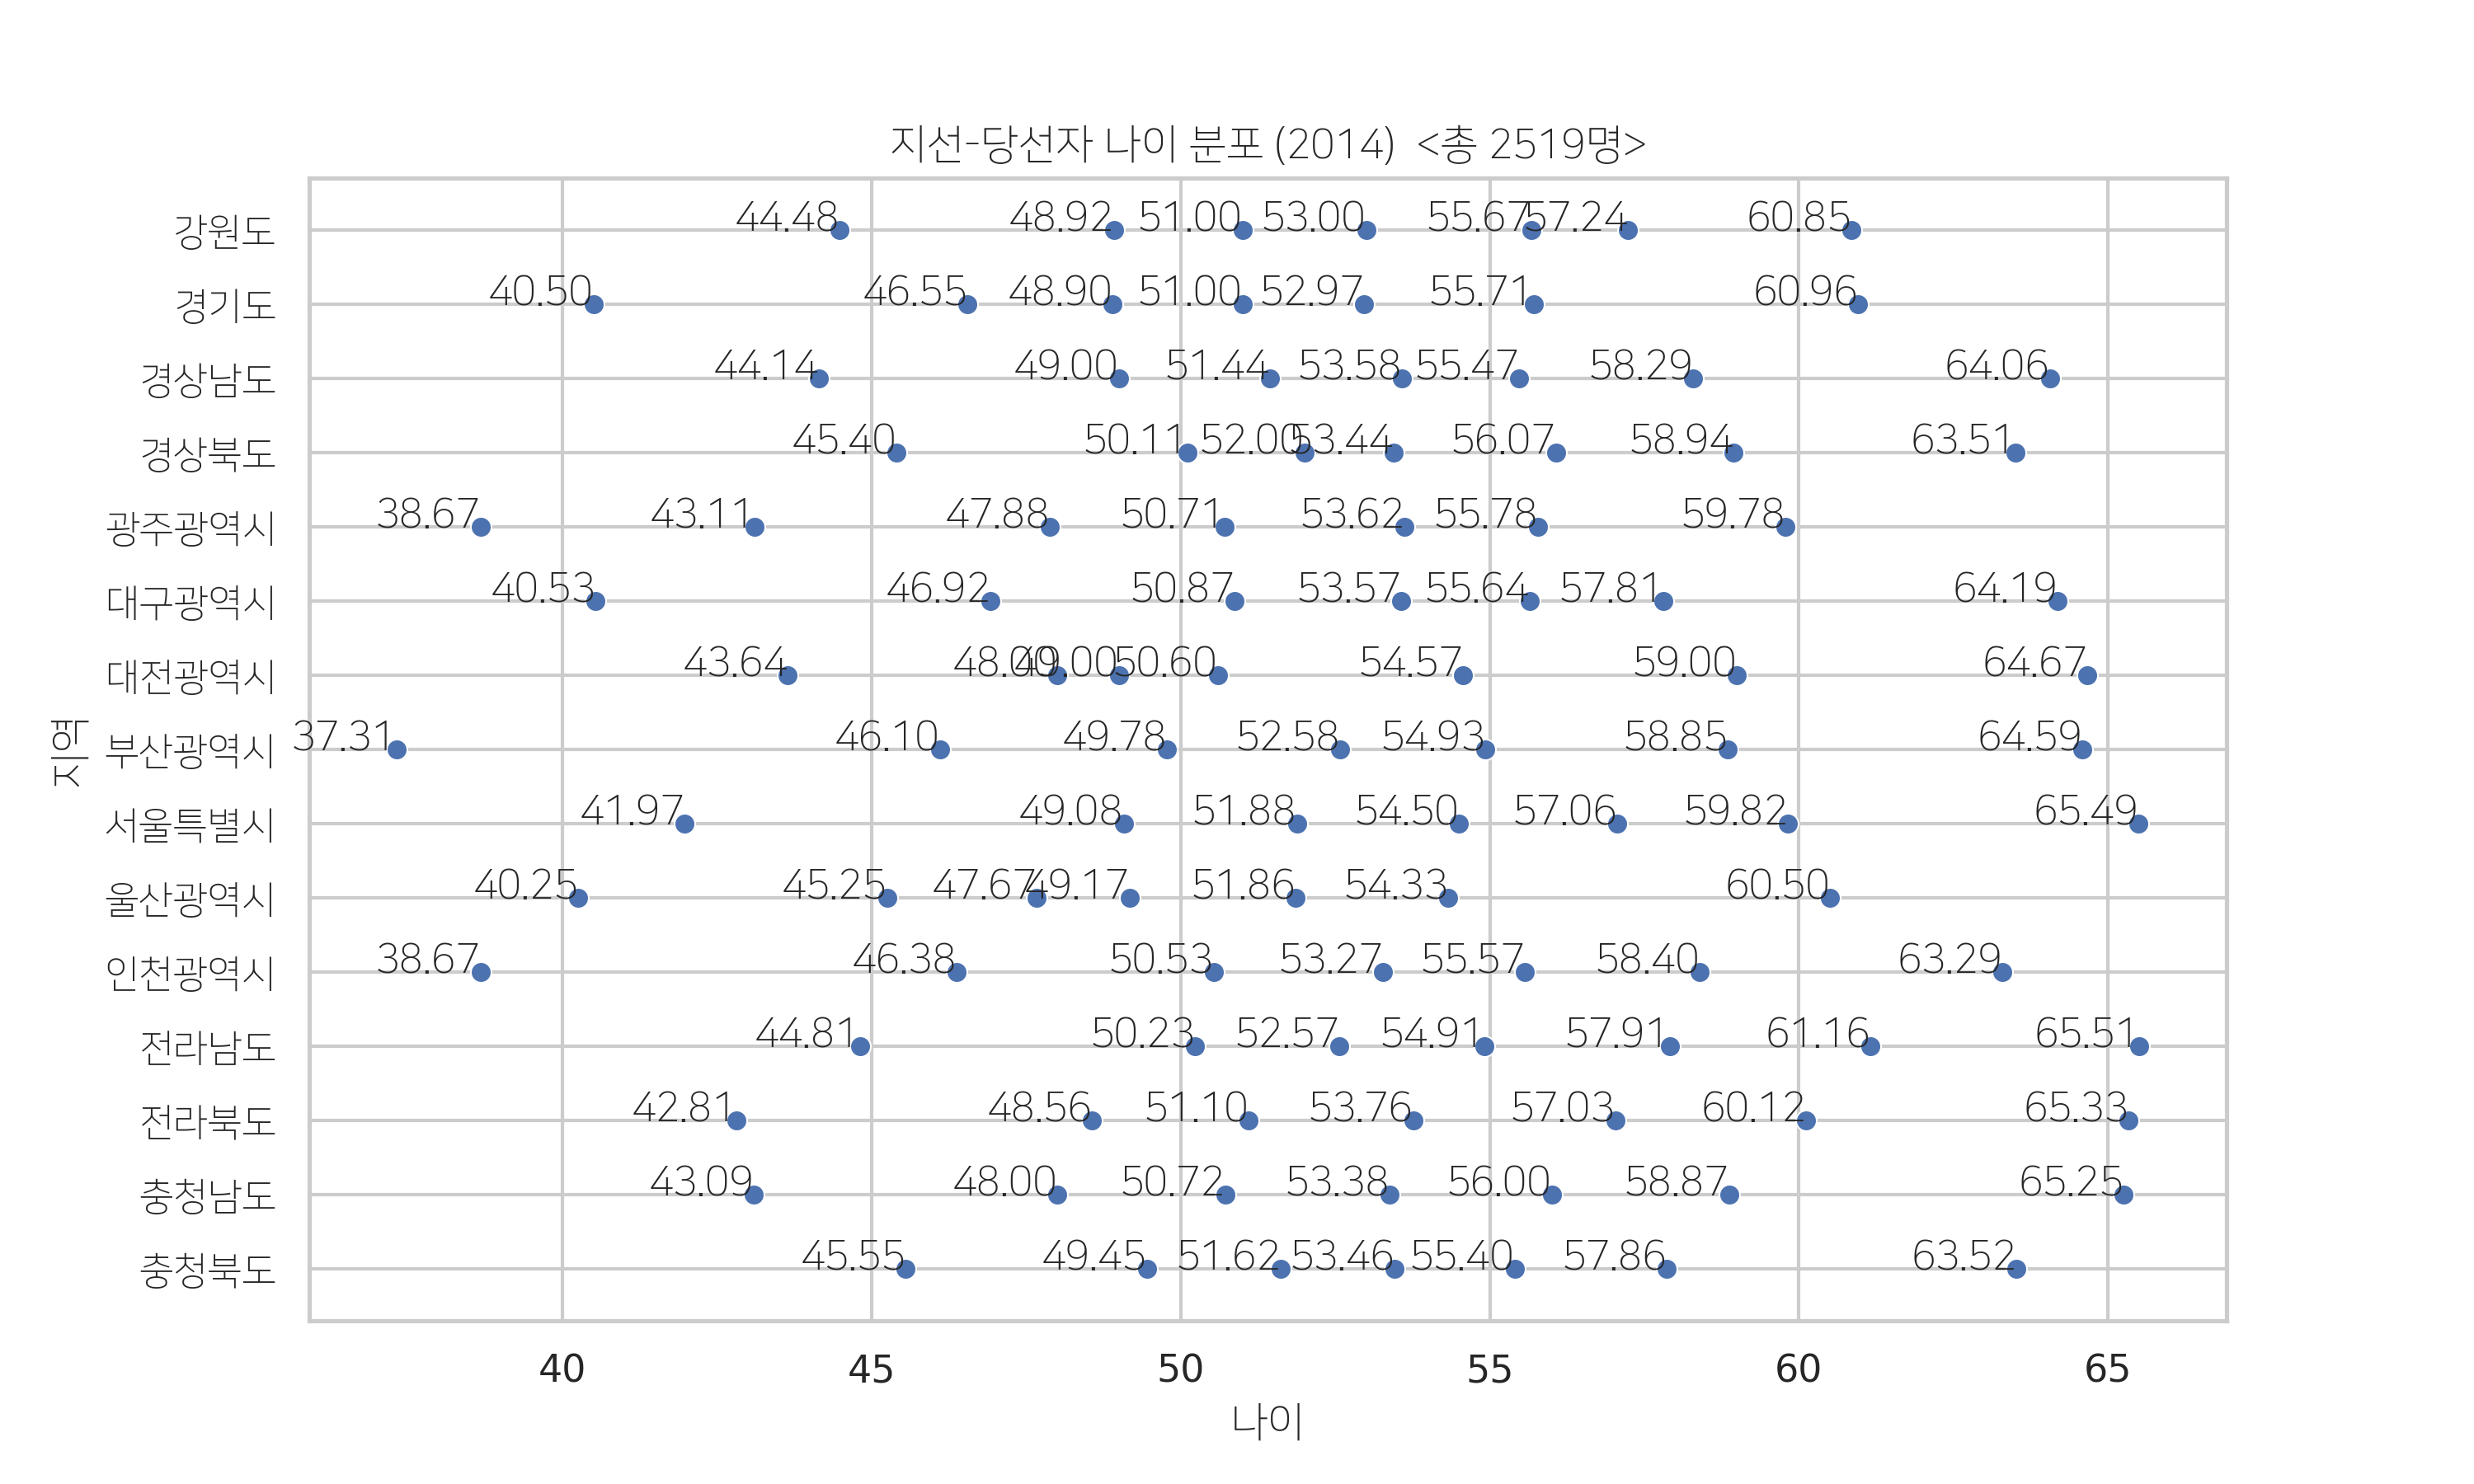 지선-당선자 나이 분포 (2014) <총 2519명>
강원도 44.48 48.92 51.00 53.00 55.67 57.24 60.85
경기도 40.50 46.55 48.90 51.00 52.97 55.71 60.96
경상남도 44.14 49.00 51.44 53.58 55.47 58.29 64.06
경상북도 45.40 50.11 52.00 53.44 56.07 58.94 63.51
광주광역시 38.67 43.11 47.88 50.71 53.62 55.78 59.78
대구광역시 40.53 46.92 50.87 53.57 55.64 57.81 64.19
대전광역시 43.64 48.00 49.00 50.60 54.57 59.00 64.67
부산광역시 37.31 46.10 49.78 52.58 54.93 58.85 64.59
서울특별시 41.97 49.08 51.88 54.50 57.06 59.82 65.49
울산광역시 40.25 45.25 47.67 49.17 51.86 54.33 60.50
인천광역시 38.67 46.38 50.53 53.27 55.57 58.40 63.29
전라남도 44.81 50.23 52.57 54.91 57.91 61.16 65.51
전라북도 42.81 48.56 51.10 53.76 57.03 60.12 65.33
충청남도 43.09 48.00 50.72 53.38 56.00 58.87 65.25
충청북도 45.55 49.45 51.62 53.46 55.40 57.86 63.52
지역
40 45 50 55 60 65
나이